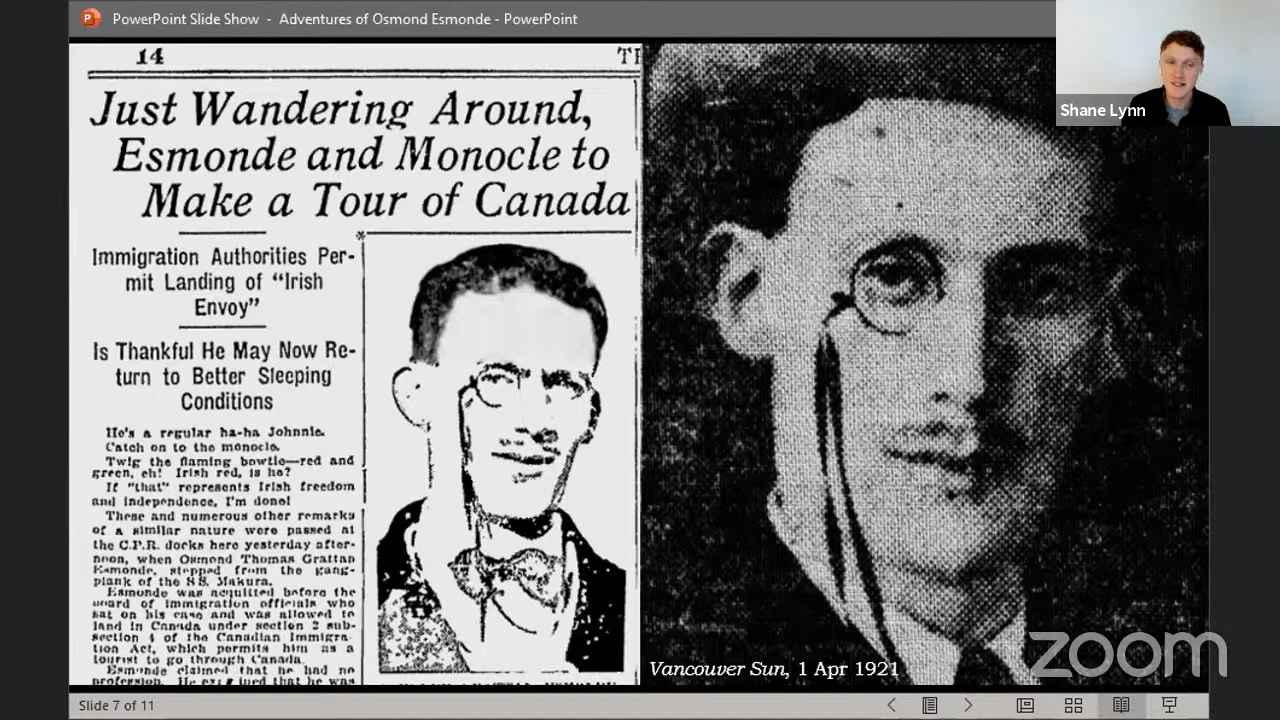 PowerPoint Slide Show - Adventures of Osmond Esmonde - PowerPoint
Shane Lynn
14
Just Wandering Around,
Esmonde and Monocle to
Make a Tour of Canada
Immigration Authorities Per-
mit Landing of "Irish
Envoy"
Is Thankful He May Now Re-
turn to Better Sleeping
Conditions
He's a regular ha-ha Johnnie.
Catch on to the monocle.
Twig the flaming bowtie—red and
green, eh! Irish red, is he?
If "that" represents Irish freedom
and independence, I'm done!
These and numerous other remarks
of a similar nature were passed at
the C.P.R. docks here yesterday after-
noon, when Osmond Thomas Grattan
Esmonde, stepped from the gang-
plank of the SS. Makura.
Esmonde was acquitted before the
board of immigration officials who
sat on his case and was allowed to
land in Canada under section 2 sub-
section 4 of the Canadian Immigra-
tion Act, which permits him as a
tourist to go through Canada.
Esmonde claimed that he had no
profession. He that he was
Vancouver Sun, 1 Apr 1921
zoom
Slide 7 of 11